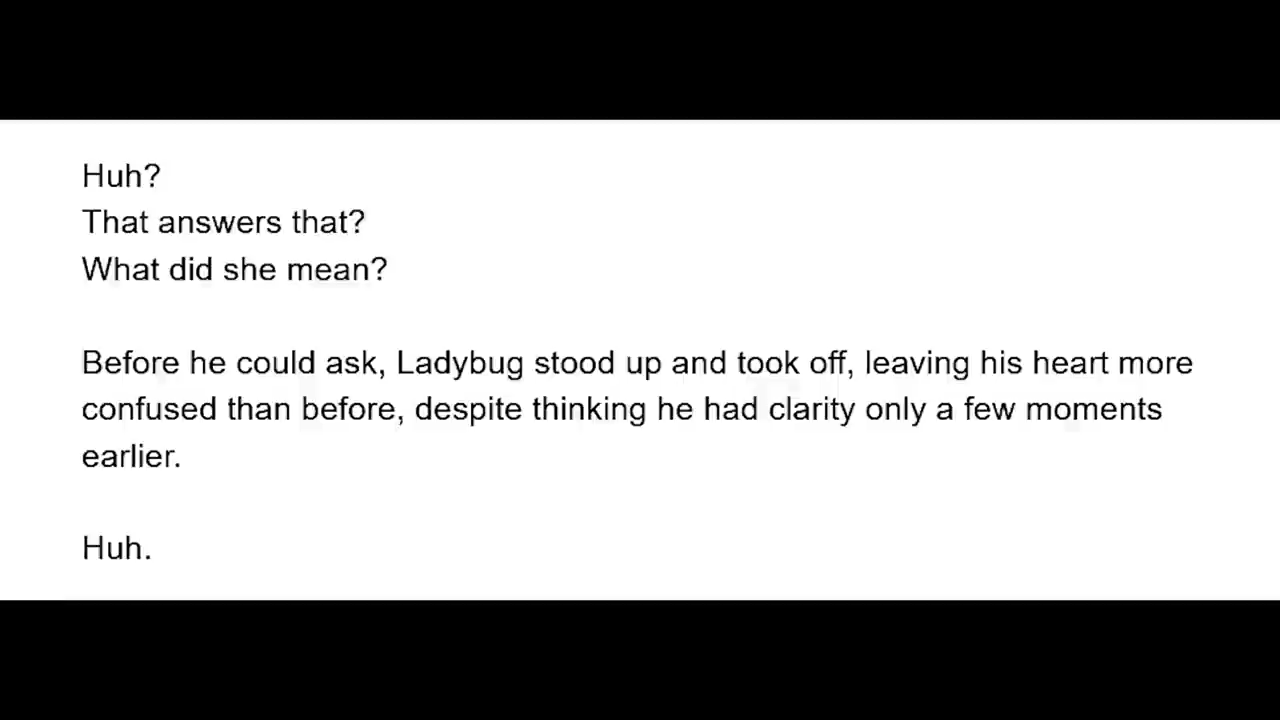 Huh?
That answers that?
What did she mean?
Before he could ask, Ladybug stood up and took off, leaving his heart more
confused than before, despite thinking he had clarity only a few moments
earlier.
Huh.